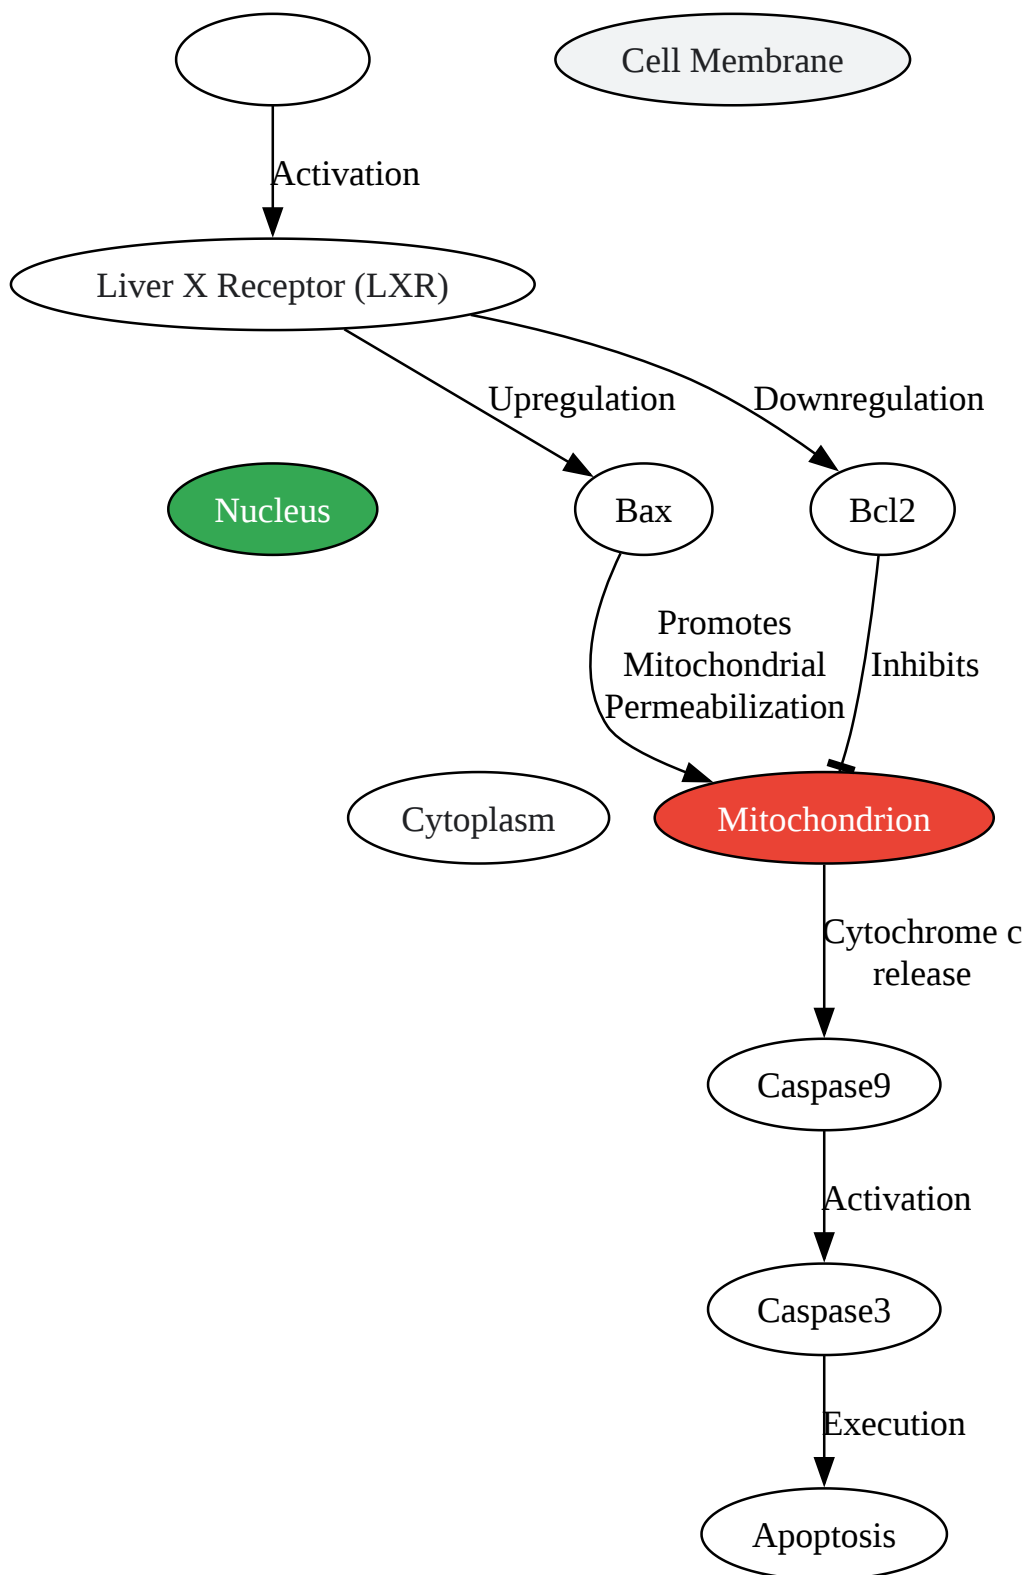 Cell Membrane
Activation
Liver X Receptor (LXR)
Upregulation
Downregulation
Nucleus
Bax
Bcl2
Promotes
Mitochondrial
Permeabilization
Inhibits
Cytoplasm
Mitochondrion
Cytochrome c
release
Caspase9
Activation
Caspase3
Execution
Apoptosis